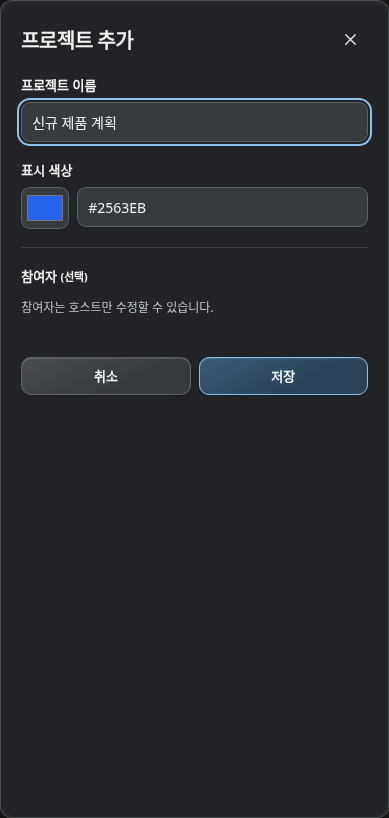 프로젝트 추가
프로젝트 이름
신규 제품 계획
표시 색상
#2563EB
참여자 (선택)
참여자는 호스트만 수정할 수 있습니다.
취소 저장